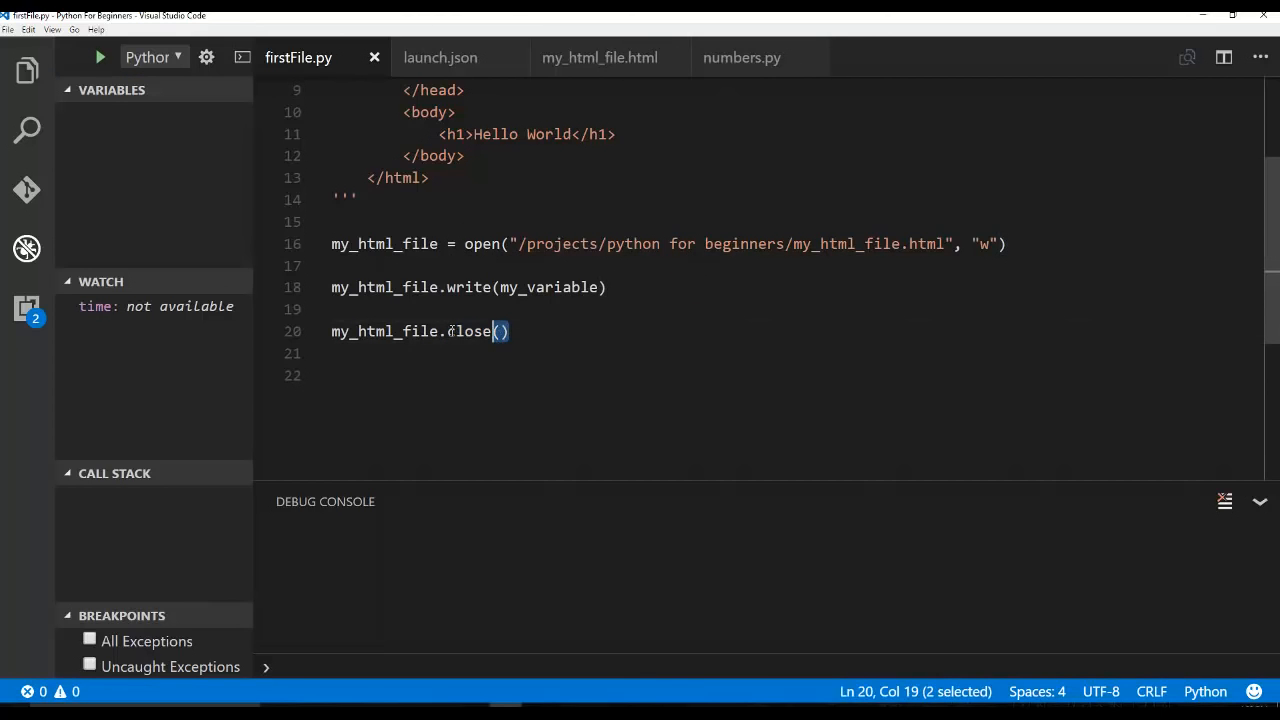 firstFile.py - Python For Beginners - Visual Studio Code
File Edit View Go Help
Python
firstFile.py
launch.json
my_html_file.html
numbers.py
VARIABLES
WATCH
time: not available
CALL STACK
BREAKPOINTS
All Exceptions
Uncaught Exceptions
2
9 </head>
10 <body>
11 <h1>Hello World</h1>
12 </body>
13 </html>
14 '''
15
16 my_html_file = open("/projects/python for beginners/my_html_file.html", "w")
17
18 my_html_file.write(my_variable)
19
20 my_html_file.close()
21
22
DEBUG CONSOLE
0 0 Ln 20, Col 19 (2 selected) Spaces: 4 UTF-8 CRLF Python